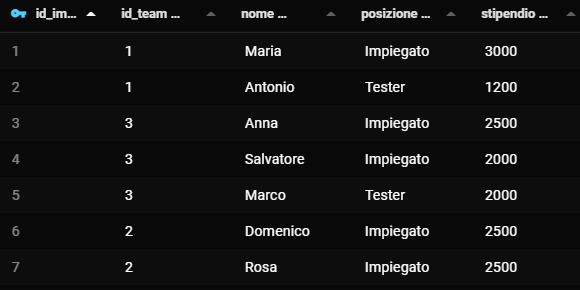 id_im... id_team ... nome ... posizione ... stipendio ...
1 1 Maria Impiegato 3000
2 1 Antonio Tester 1200
3 3 Anna Impiegato 2500
4 3 Salvatore Impiegato 2000
5 3 Marco Tester 2000
6 2 Domenico Impiegato 2500
7 2 Rosa Impiegato 2500